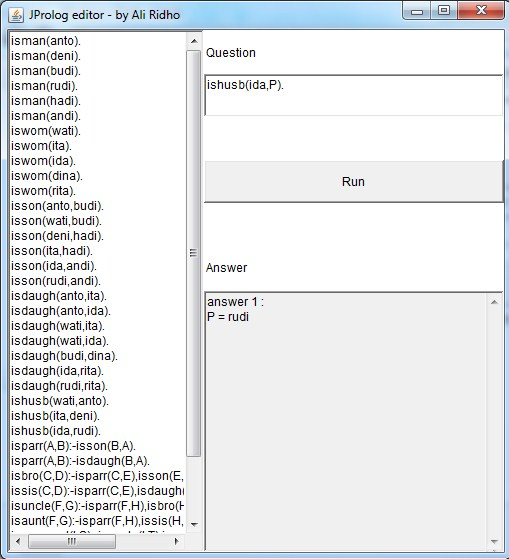 JProlog editor - by Ali Ridho
isman(anto).
isman(deni).
isman(budi).
isman(rudi).
isman(hadi).
isman(andi).
iswom(wati).
iswom(ita).
iswom(ida).
iswom(dina).
iswom(rita).
isson(anto,budi).
isson(wati,budi).
isson(deni,hadi).
isson(ita,hadi).
isson(ida,andi).
isson(rudi,andi).
isdaugh(anto,ita).
isdaugh(anto,ida).
isdaugh(wati,ita).
isdaugh(wati,ida).
isdaugh(budi,dina).
isdaugh(ida,rita).
isdaugh(rudi,rita).
ishusb(wati,anto).
ishusb(ita,deni).
ishusb(ida,rudi).
isparr(A,B):-isson(B,A).
isparr(A,B):-isdaugh(B,A).
isbro(C,D):-isparr(C,E),isson(E,
issis(C,D):-isparr(C,E),isdaugh(
isuncle(F,G):-isparr(F,H),isbro(H
isaunt(F,G):-isparr(F,H),issis(H,
Question
ishusb(ida,P).
Run
Answer
answer 1 :
P = rudi